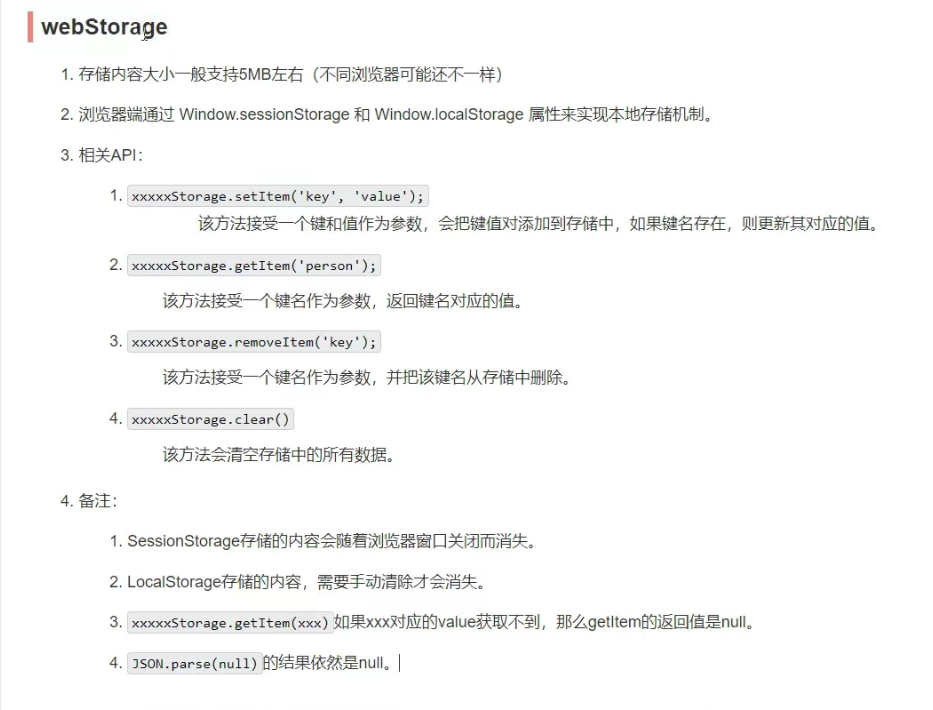 webStorage
1. 存储内容大小一般支持5MB左右（不同浏览器可能还不一样）
2. 浏览器端通过 Window.sessionStorage 和 Window.localStorage 属性来实现本地存储机制。
3. 相关API：
1. xxxxxStorage.setItem('key', 'value');
该方法接受一个键和值作为参数，会把键值对添加到存储中，如果键名存在，则更新其对应的值。
2. xxxxxStorage.getItem('person');
该方法接受一个键名作为参数，返回键名对应的值。
3. xxxxxStorage.removeItem('key');
该方法接受一个键名作为参数，并把该键名从存储中删除。
4. xxxxxStorage.clear()
该方法会清空存储中的所有数据。
4. 备注：
1. SessionStorage存储的内容会随着浏览器窗口关闭而消失。
2. LocalStorage存储的内容，需要手动清除才会消失。
3. xxxxxStorage.getItem(xxx)如果xxx对应的value获取不到，那么getItem的返回值是null。
4. JSON.parse(null)的结果依然是null。